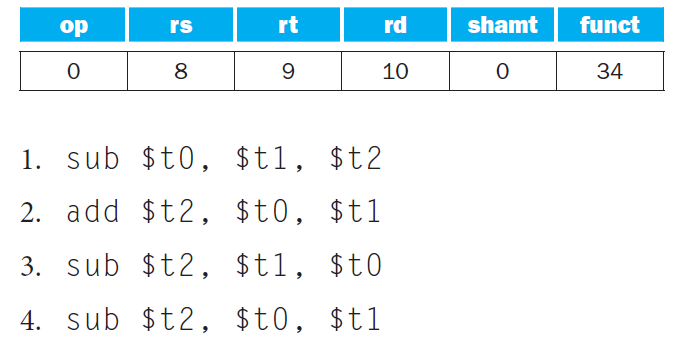 op rs rt rd shamt funct
0 8 9 10 0 34
1. sub $t0, $t1, $t2
2. add $t2, $t0, $t1
3. sub $t2, $t1, $t0
4. sub $t2, $t0, $t1